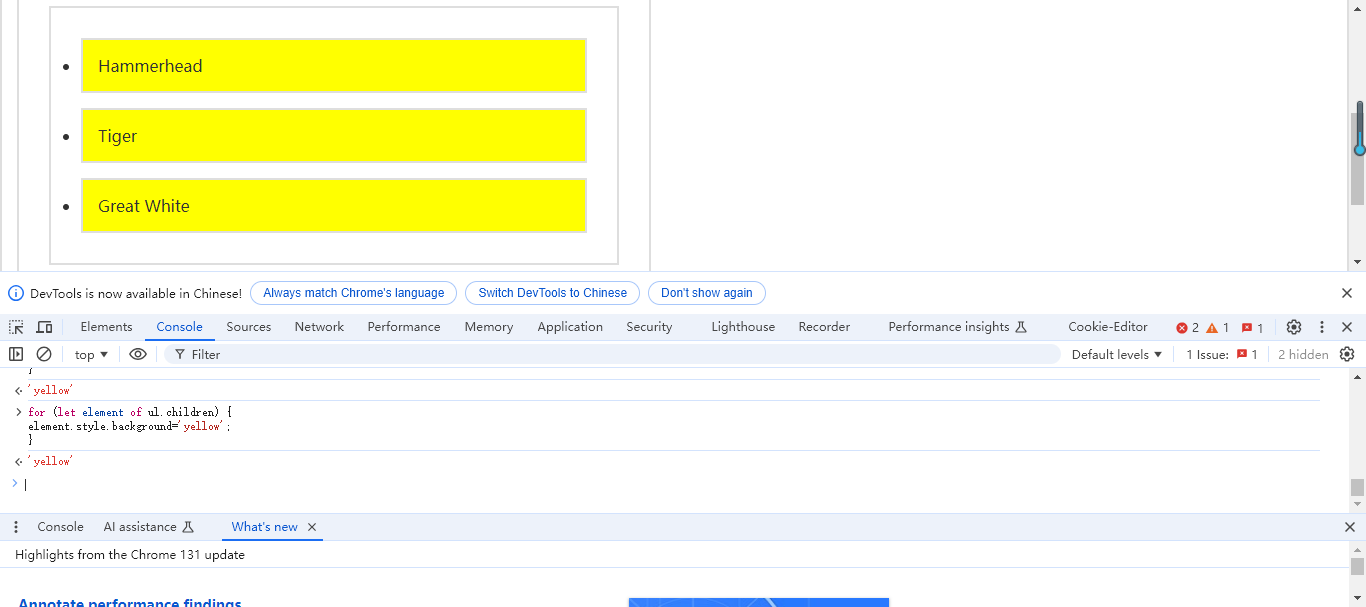 Hammerhead
Tiger
Great White
DevTools is now available in Chinese! Always match Chrome's language Switch DevTools to Chinese Don't show again
Elements Console Sources Network Performance Memory Application Security Lighthouse Recorder Performance insights Cookie-Editor 2 1 1
top Filter Default levels 1 Issue: 1 2 hidden
}
'yellow'
for (let element of ul.children) {
element.style.background='yellow';
}
'yellow'
Console AI assistance What's new
Highlights from the Chrome 131 update
Annotate performance findings